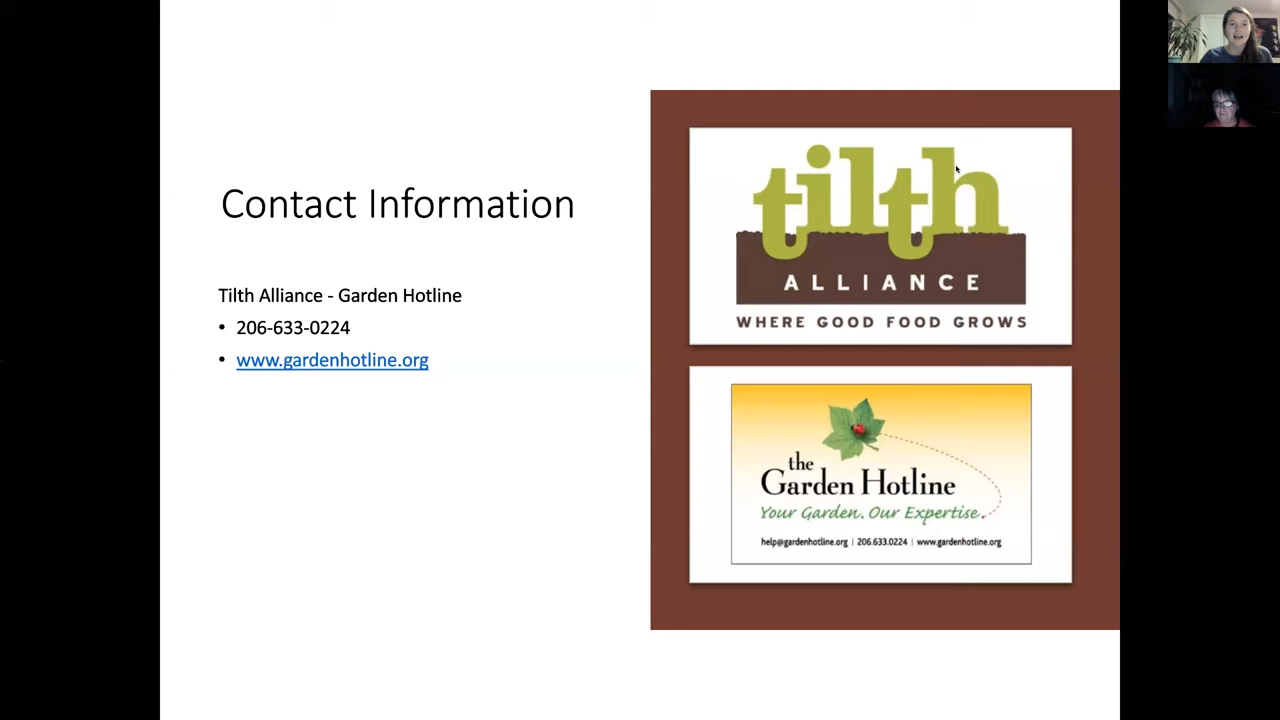 Contact Information
Tilth Alliance - Garden Hotline
• 206-633-0224
• www.gardenhotline.org
tilth
ALLIANCE
WHERE GOOD FOOD GROWS
the
Garden Hotline
Your Garden. Our Expertise.
help@gardenhotline.org | 206.633.0224 | www.gardenhotline.org